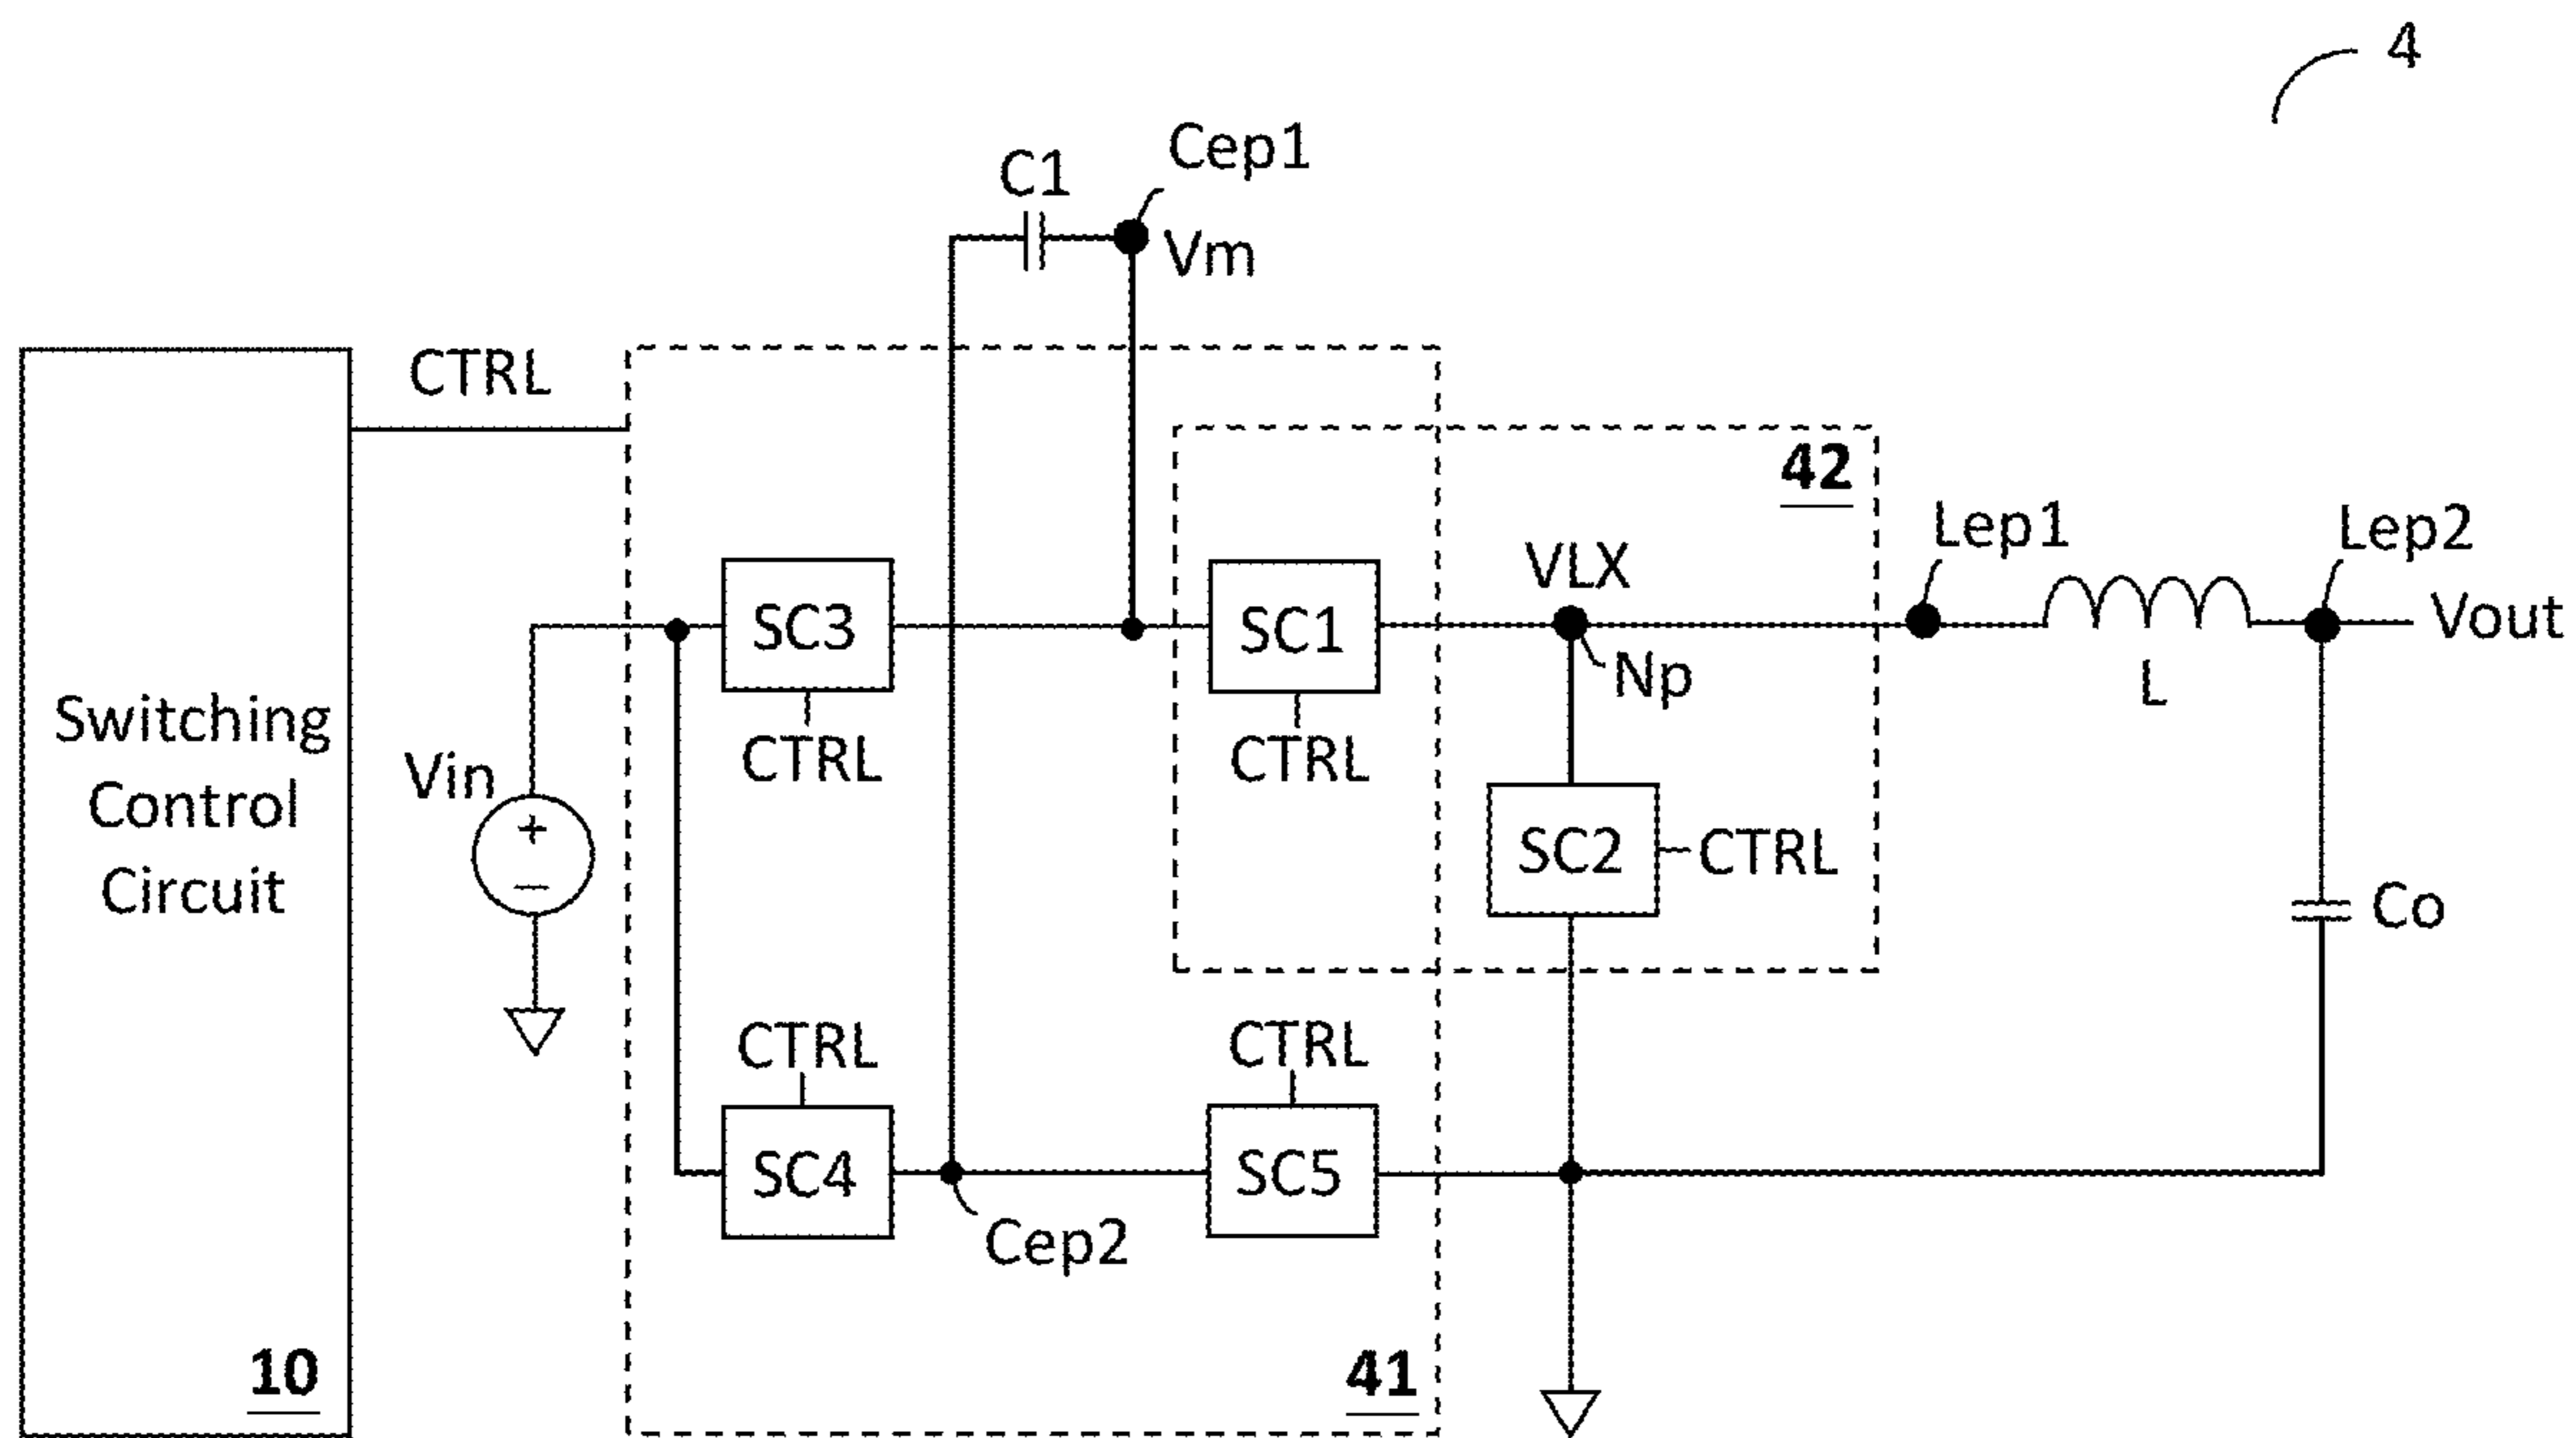 4
Cep1
C1
Vm
CTRL
42
Lep1
Lep2
VLX
SC3
SC1
Vout
Np
L
Switching
Control
Circuit
CTRL
CTRL
Vin
+
–
SC2
CTRL
Co
CTRL
CTRL
SC4
SC5
Cep2
10
41